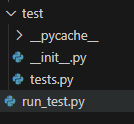 test
__pycache__
__init__.py
tests.py
run_test.py